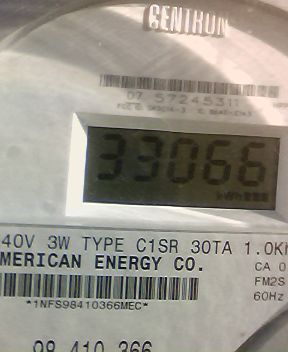 CENTRON
07 57245311
33066
kWh
40V 3W TYPE C1SR 30TA 1.0K
MERICAN ENERGY CO.
CA 0
FM2S
60Hz
*1NFS98410366MEC*
98 410 366